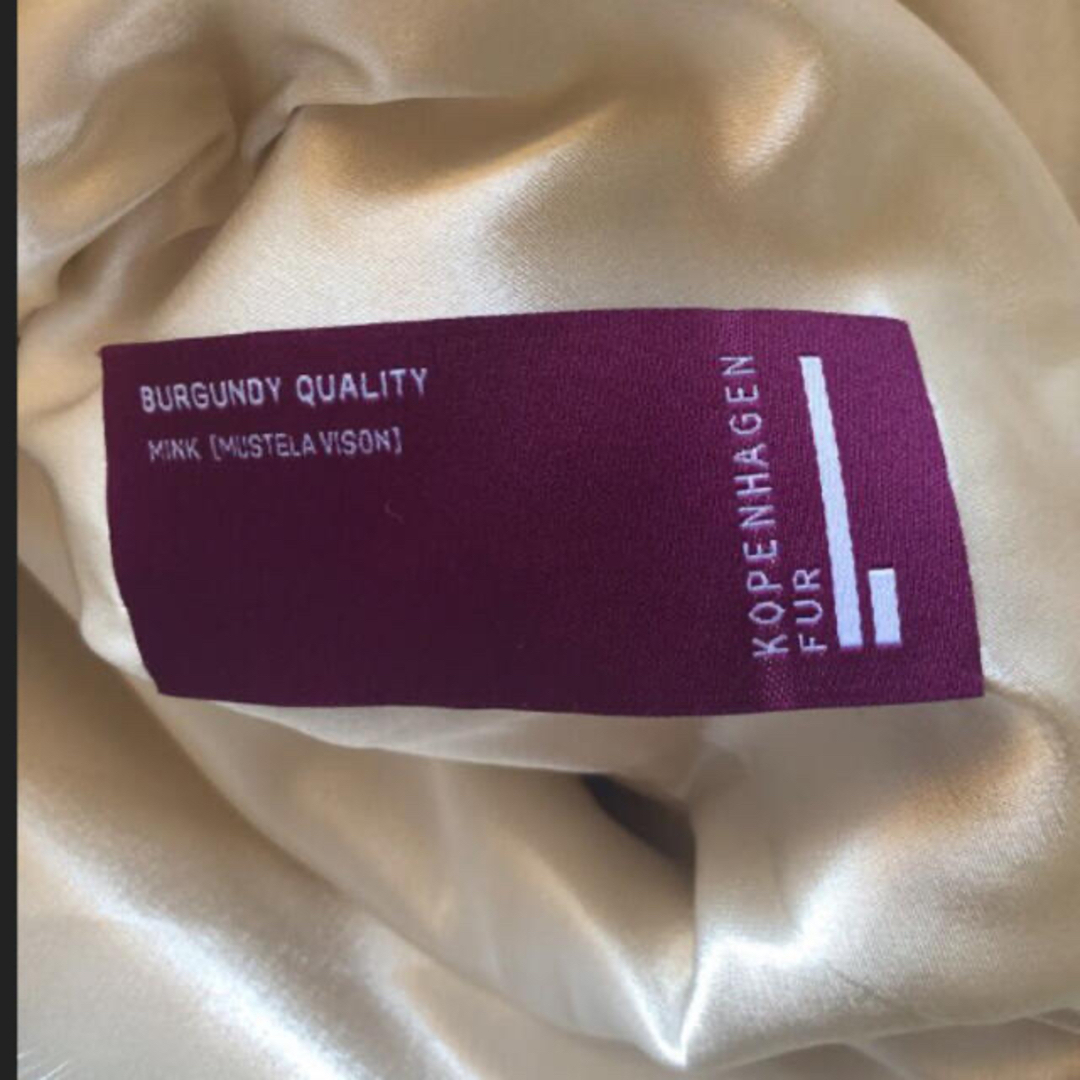 BURGUNDY QUALITY
MINK [MUSTELA VISON]
KOPENHAGEN
FUR